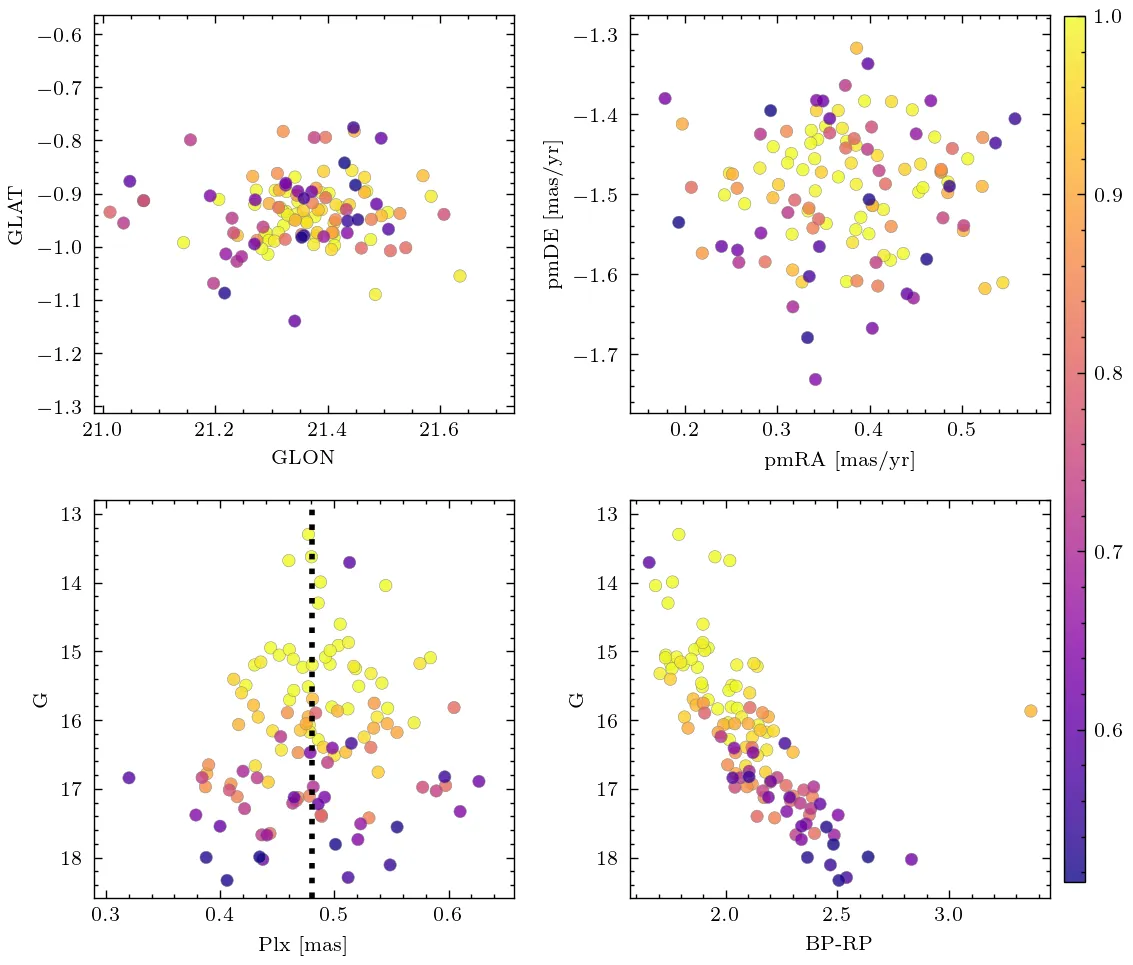 −0.6
−0.7
−0.8
−0.9
−1.0
−1.1
−1.2
−1.3
GLAT
21.0 21.2 21.4 21.6
GLON
−1.3
−1.4
−1.5
−1.6
−1.7
pmDE [mas/yr]
0.2 0.3 0.4 0.5
pmRA [mas/yr]
13
14
15
16
17
18
G
0.3 0.4 0.5 0.6
Plx [mas]
13
14
15
16
17
18
G
2.0 2.5 3.0
BP-RP
1.0
0.9
0.8
0.7
0.6